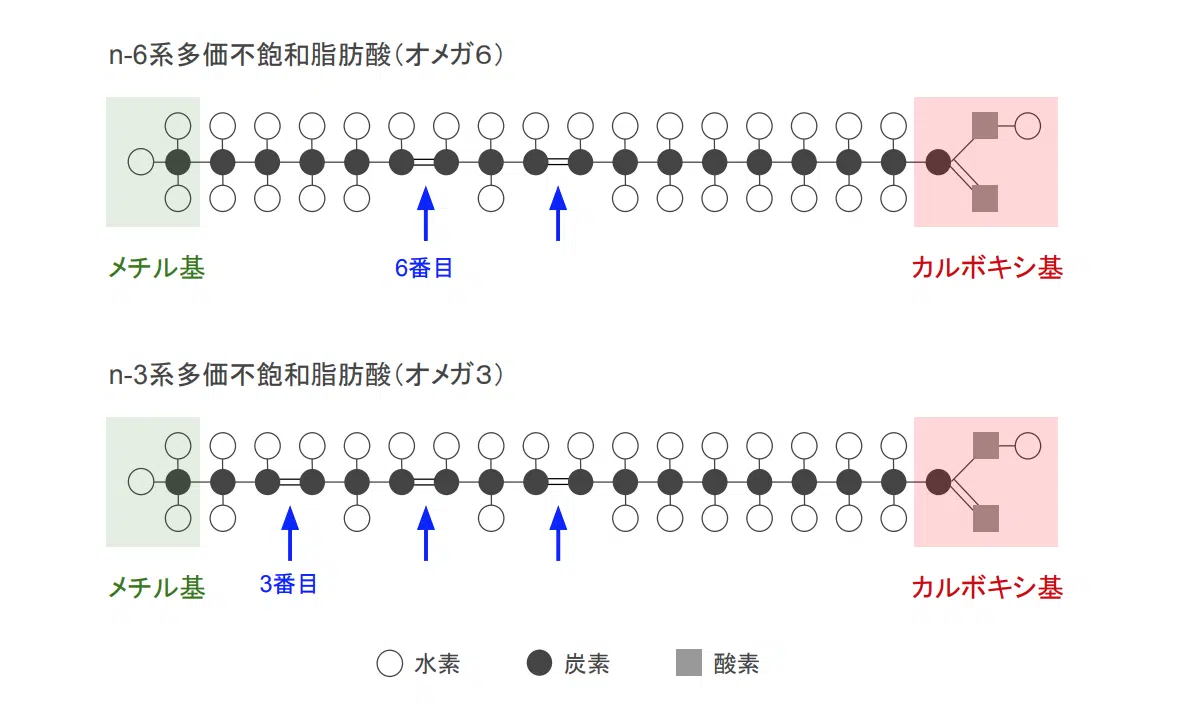 n-6系多価不飽和脂肪酸（オメガ６）
メチル基
6番目
カルボキシ基
n-3系多価不飽和脂肪酸（オメガ３）
メチル基
3番目
カルボキシ基
水素
炭素
酸素